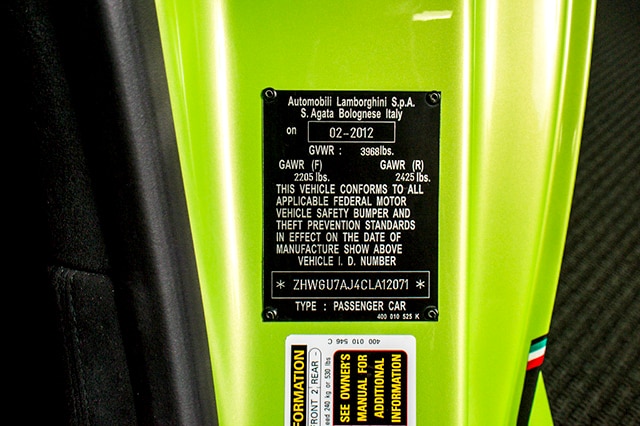 Automobili Lamborghini S.p.A.
S. Agata Bolognese Italy
on 02-2012
GVWR : 3968lbs.
GAWR (F) GAWR (R)
2205 lbs. 2425 lbs.
THIS VEHICLE CONFORMS TO ALL
APPLICABLE FEDERAL MOTOR
VEHICLE SAFETY BUMPER AND
THEFT PREVENTION STANDARDS
IN EFFECT ON THE DATE OF
MANUFACTURE SHOW ABOVE
VEHICLE I. D. NUMBER
* ZHWGU7AJ4CLA12071 *
TYPE : PASSENGER CAR
400 010 525 K
400 010 546 C
SEE OWNER'S
MANUAL FOR
ADDITIONAL
INFORMATION
FRONT 2, REAR -
240 kg or 530 lbs